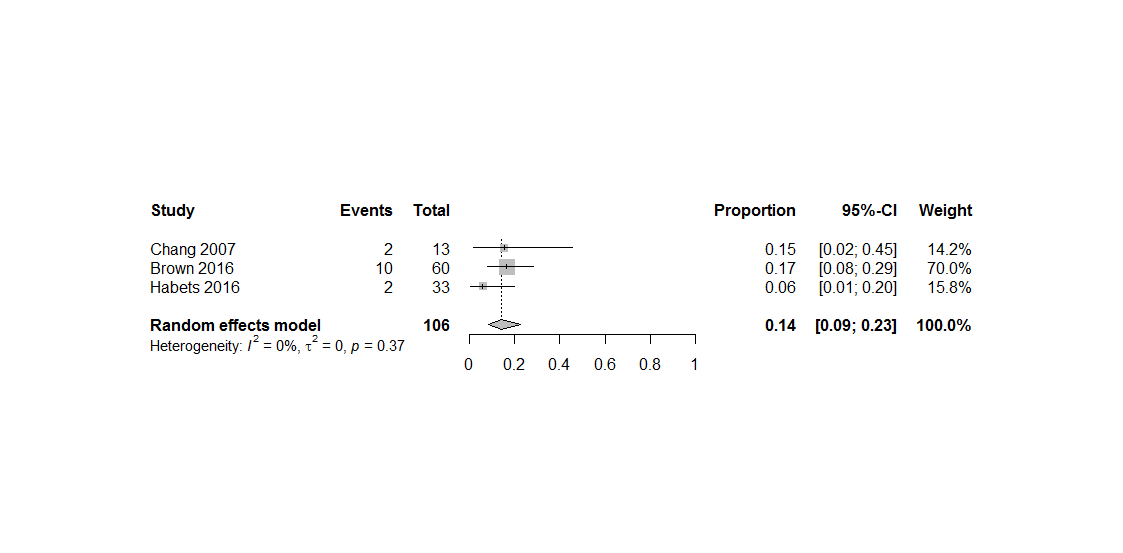 Study Events Total Proportion 95%-CI Weight
Chang 2007 2 13 0.15 [0.02; 0.45] 14.2%
Brown 2016 10 60 0.17 [0.08; 0.29] 70.0%
Habets 2016 2 33 0.06 [0.01; 0.20] 15.8%
Random effects model 106 0.14 [0.09; 0.23] 100.0%
Heterogeneity: I² = 0%, τ² = 0, p = 0.37
0 0.2 0.4 0.6 0.8 1